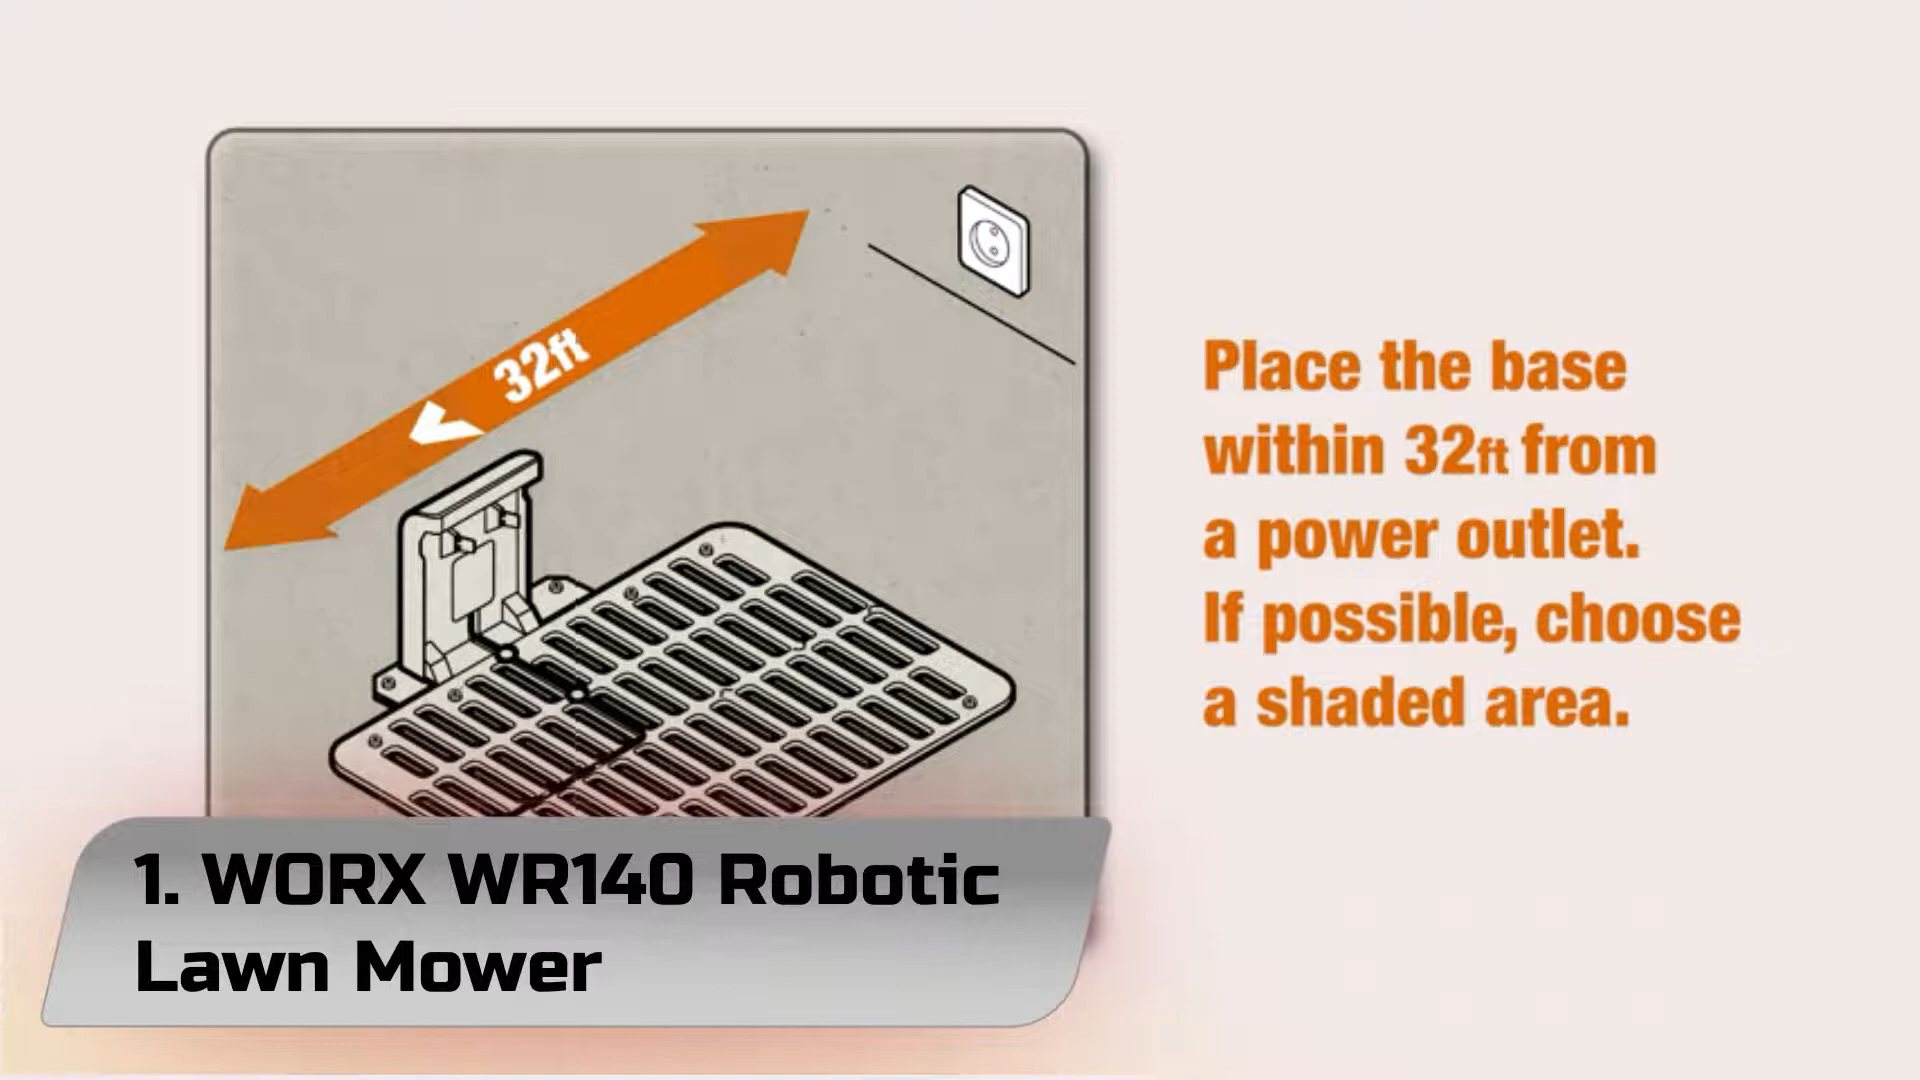 < 32ft
Place the base
within 32ft from
a power outlet.
If possible, choose
a shaded area.
1. WORX WR140 Robotic
Lawn Mower